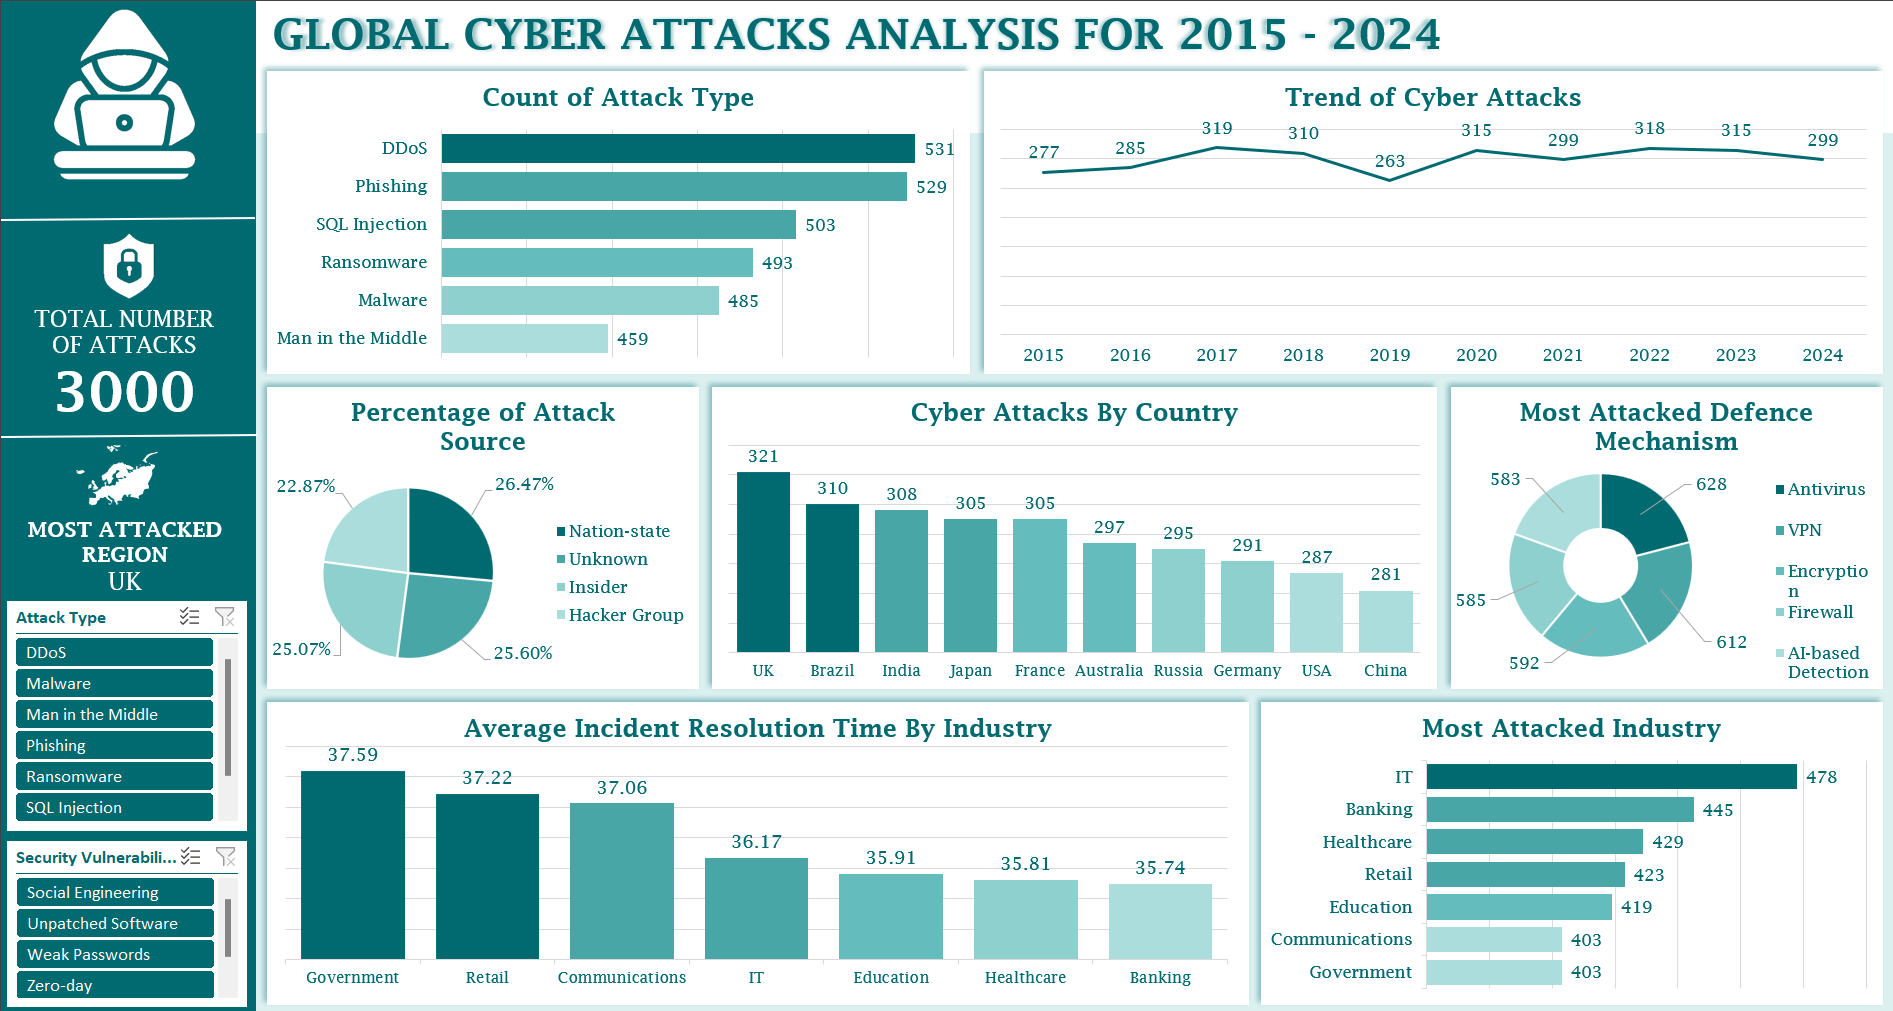 GLOBAL CYBER ATTACKS ANALYSIS FOR 2015 - 2024
TOTAL NUMBER
OF ATTACKS
3000
MOST ATTACKED
REGION
UK
Attack Type
DDoS
Malware
Man in the Middle
Phishing
Ransomware
SQL Injection
Security Vulnerabili...
Social Engineering
Unpatched Software
Weak Passwords
Zero-day
Count of Attack Type
DDoS 531
Phishing 529
SQL Injection 503
Ransomware 493
Malware 485
Man in the Middle 459
Trend of Cyber Attacks
277 285 319 310 263 315 299 318 315 299
2015 2016 2017 2018 2019 2020 2021 2022 2023 2024
Percentage of Attack
Source
22.87% 26.47%
25.07% 25.60%
Nation-state
Unknown
Insider
Hacker Group
Cyber Attacks By Country
321 310 308 305 305 297 295 291 287 281
UK Brazil India Japan France Australia Russia Germany USA China
Most Attacked Defence
Mechanism
583 628
585 612
592
Antivirus
VPN
Encryptio
n
Firewall
AI-based
Detection
Average Incident Resolution Time By Industry
37.59 37.22 37.06 36.17 35.91 35.81 35.74
Government Retail Communications IT Education Healthcare Banking
Most Attacked Industry
IT 478
Banking 445
Healthcare 429
Retail 423
Education 419
Communications 403
Government 403